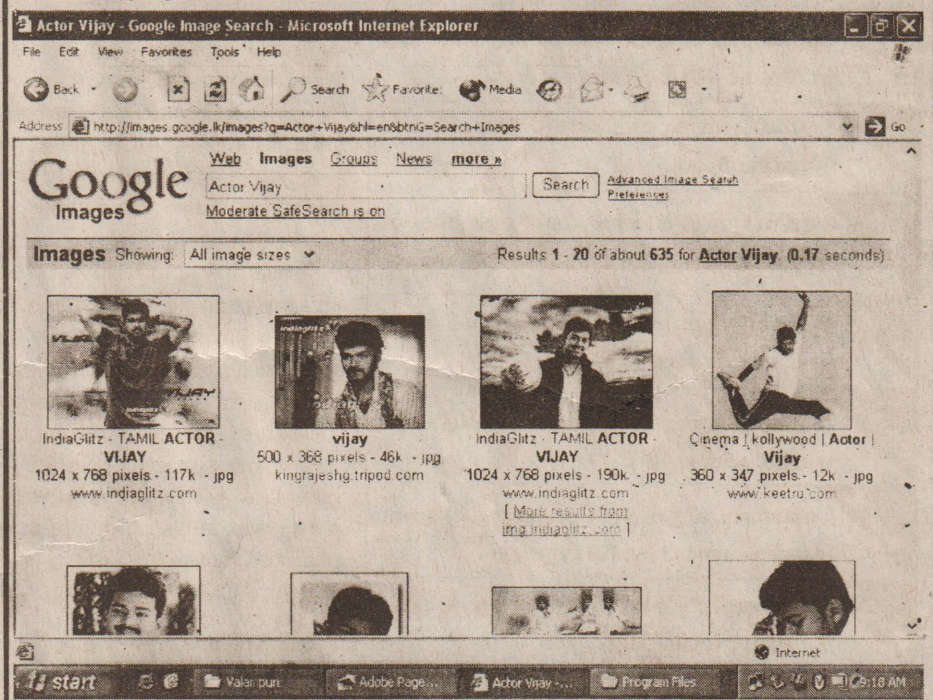 Actor Vijay - Google Image Search - Microsoft Internet Explorer
File Edit View Favorites Tools Help
Back Search Favorite: Media
Address http://images.google.lk/images?q=Actor+Vijay&hl=en&btnG=Search+Images Go
Web Images Groups News more »
Google Images
Actor Vijay Search Advanced Image Search
Preferences
Moderate SafeSearch is on
Images Showing: All image sizes Results 1 - 20 of about 635 for Actor Vijay. (0.17 seconds)
indiaglitz
VIJAY
IndiaGlitz - TAMIL ACTOR -
VIJAY
1024 x 768 pixels - 117k - jpg
www.indiaglitz.com
vijay
500 x 368 pixels - 46k - jpg
kingrajeshg.tripod.com
IndiaGlitz - TAMIL ACTOR -
VIJAY
1024 x 768 pixels - 190k - jpg
www.indiaglitz.com
[ More results from
img.indiaglitz.com ]
Cinema | kollywood | Actor |
Vijay
360 x 347 pixels - 12k - jpg
www.keetru.com
Internet
start Valampuri Adobe Page... Actor Vijay -... Program Files 9:18 AM